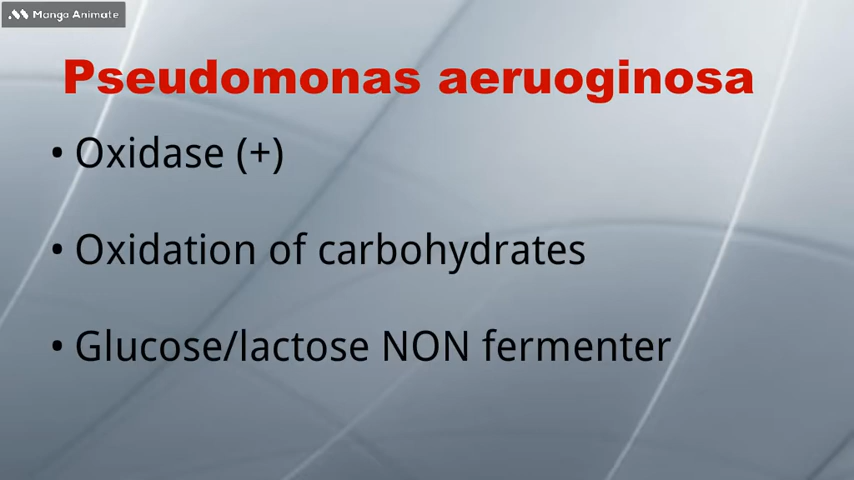 Manga Animate
Pseudomonas aeruoginosa
• Oxidase (+)
• Oxidation of carbohydrates
• Glucose/lactose NON fermenter